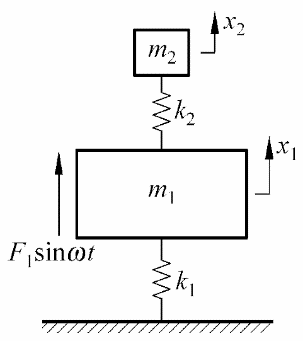 x₂
m₂
k₂
x₁
m₁
F₁sinωt
k₁